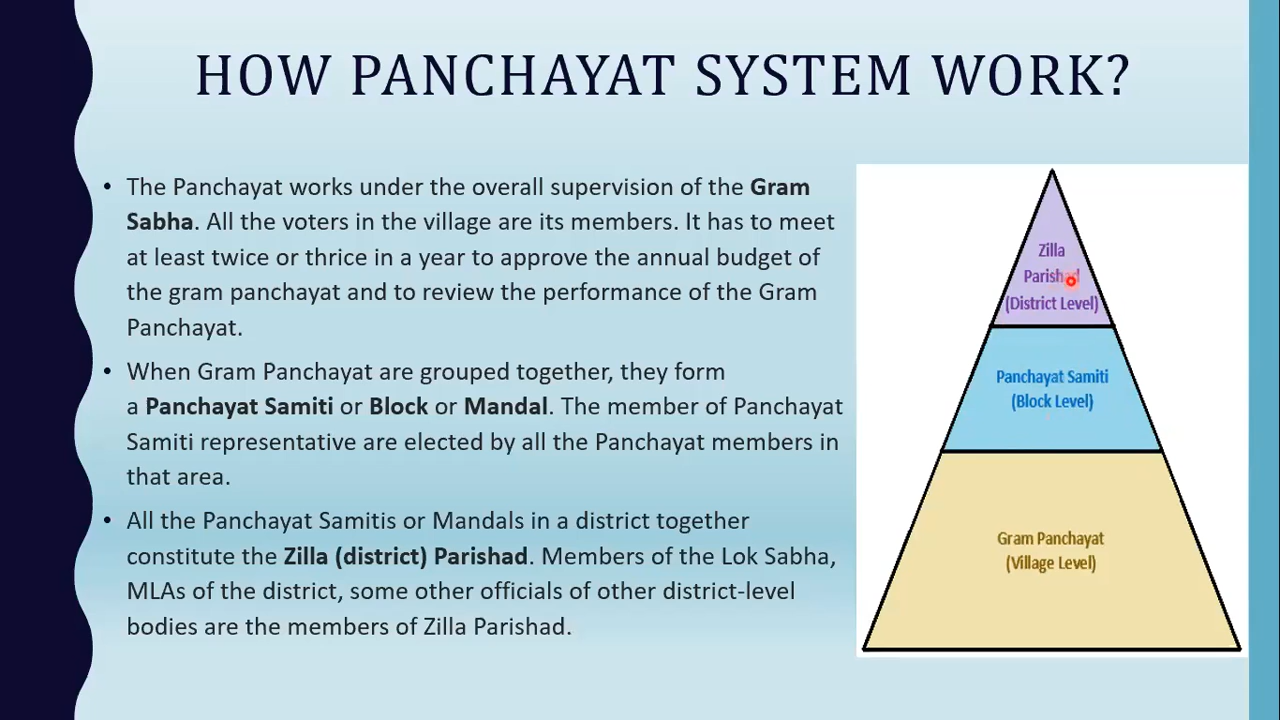 HOW PANCHAYAT SYSTEM WORK?
• The Panchayat works under the overall supervision of the Gram
Sabha. All the voters in the village are its members. It has to meet
at least twice or thrice in a year to approve the annual budget of
the gram panchayat and to review the performance of the Gram
Panchayat.
• When Gram Panchayat are grouped together, they form
a Panchayat Samiti or Block or Mandal. The member of Panchayat
Samiti representative are elected by all the Panchayat members in
that area.
• All the Panchayat Samitis or Mandals in a district together
constitute the Zilla (district) Parishad. Members of the Lok Sabha,
MLAs of the district, some other officials of other district-level
bodies are the members of Zilla Parishad.
Zilla
Parishad
(District Level)
Panchayat Samiti
(Block Level)
Gram Panchayat
(Village Level)